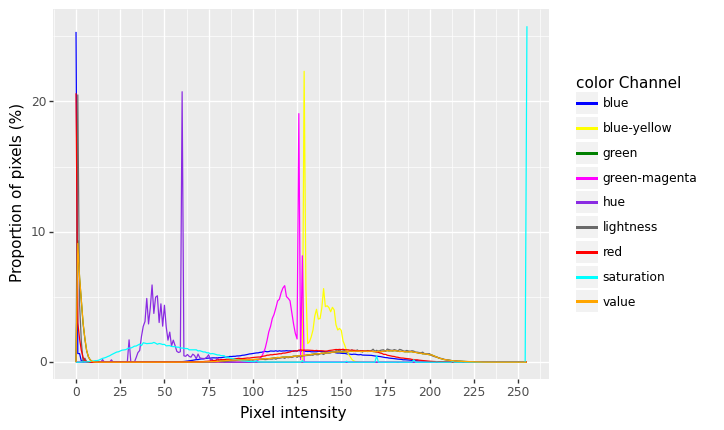 20
10
0
0
25
50
75
100
125
150
175
200
225
250
Pixel intensity
Proportion of pixels (%)
color Channel
blue
blue-yellow
green
green-magenta
hue
lightness
red
saturation
value